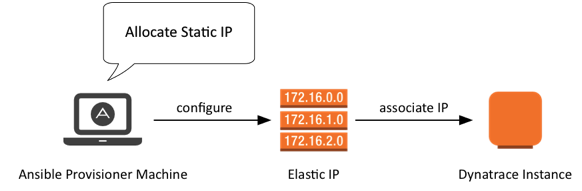 Allocate Static IP
A
configure
172.16.0.0
172.16.1.0
172.16.2.0
associate IP
Ansible Provisioner Machine
Elastic IP
Dynatrace Instance